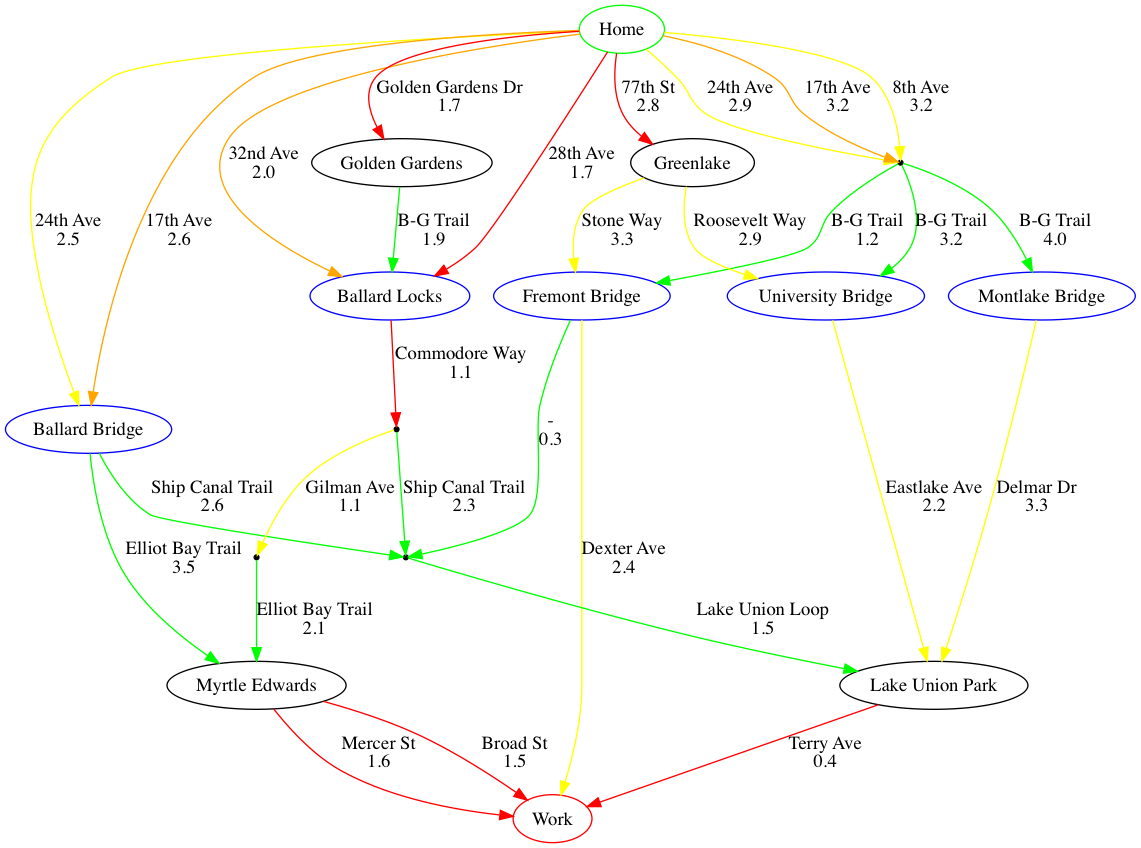 Home
Golden Gardens Dr
1.7
77th St
2.8
24th Ave
2.9
17th Ave
3.2
8th Ave
3.2
32nd Ave
2.0
Golden Gardens
28th Ave
1.7
Greenlake
24th Ave
2.5
17th Ave
2.6
B-G Trail
1.9
Stone Way
3.3
Roosevelt Way
2.9
B-G Trail
1.2
B-G Trail
3.2
B-G Trail
4.0
Ballard Locks
Fremont Bridge
University Bridge
Montlake Bridge
Commodore Way
1.1
Ballard Bridge
-
0.3
Ship Canal Trail
2.6
Gilman Ave
1.1
Ship Canal Trail
2.3
Eastlake Ave
2.2
Delmar Dr
3.3
Elliot Bay Trail
3.5
Dexter Ave
2.4
Elliot Bay Trail
2.1
Lake Union Loop
1.5
Myrtle Edwards
Lake Union Park
Mercer St
1.6
Broad St
1.5
Terry Ave
0.4
Work